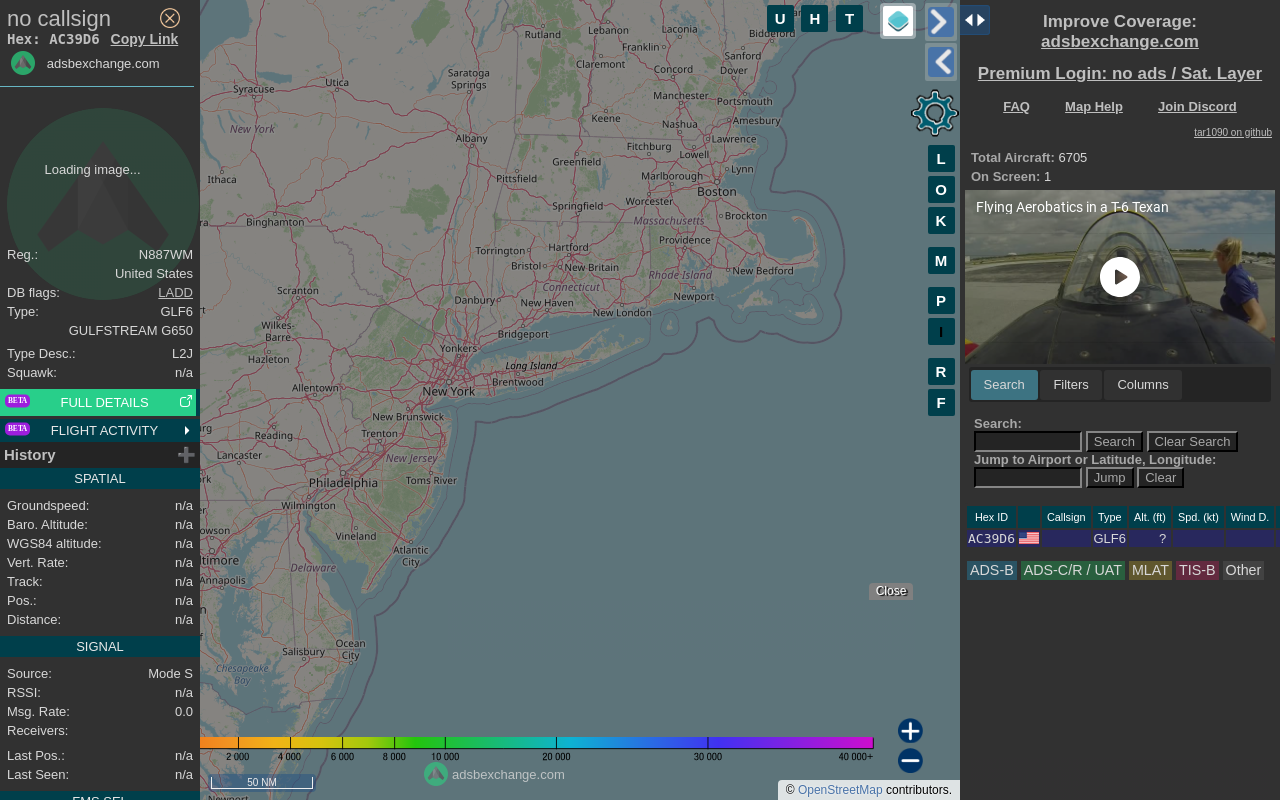 no callsign
Hex: AC39D6 Copy Link
adsbexchange.com
Loading image...
Reg.: N887WM
United States
DB flags: LADD
Type: GLF6
GULFSTREAM G650
Type Desc.: L2J
Squawk: n/a
BETA FULL DETAILS
BETA FLIGHT ACTIVITY
History
SPATIAL
Groundspeed: n/a
Baro. Altitude: n/a
WGS84 altitude: n/a
Vert. Rate: n/a
Track: n/a
Pos.: n/a
Distance: n/a
SIGNAL
Source: Mode S
RSSI: n/a
Msg. Rate: 0.0
Receivers:
Last Pos.: n/a
Last Seen: n/a
FMS SEL
U H T
L
O
K
M
P
I
R
F
Rutland
Lebanon
Laconia
Biddeford
Franklin
Sanford
Claremont
Concord
Dover
Utica
Saratoga
Springs
Syracuse
Manchester
Portsmouth
Keene
Nashua
Amesbury
New York
Albany
Fitchburg
Lawrence
Lowell
Greenfield
Lynn
Ithaca
Pittsfield
Marlborough
Boston
Worcester
Springfield
Massachusetts
Brockton
Binghamton
Providence
Torrington
Hartford
Bristol
New Britain
Rhode Island
New Bedford
Connecticut
Scranton
Danbury
New Haven
Newport
New London
Wilkes-
Barre
Bridgeport
Yonkers
Hazleton
Long Island
Brentwood
Allentown
New York
New Brunswick
Reading
Trenton
Lancaster
New Jersey
Philadelphia
Toms River
Wilmington
Vineland
Atlantic
City
Annapolis
Delaware
Ocean
City
Salisbury
Chesapeake
Bay
Newport
Close
2 000 4 000 6 000 8 000 10 000 20 000 30 000 40 000+
adsbexchange.com
50 NM
© OpenStreetMap contributors.
Improve Coverage:
adsbexchange.com
Premium Login: no ads / Sat. Layer
FAQ Map Help Join Discord
tar1090 on github
Total Aircraft: 6705
On Screen: 1
Flying Aerobatics in a T-6 Texan
Search Filters Columns
Search:
Search Clear Search
Jump to Airport or Latitude, Longitude:
Jump Clear
Hex ID Callsign Type Alt. (ft) Spd. (kt) Wind D.
AC39D6 GLF6 ?
ADS-B ADS-C/R / UAT MLAT TIS-B Other